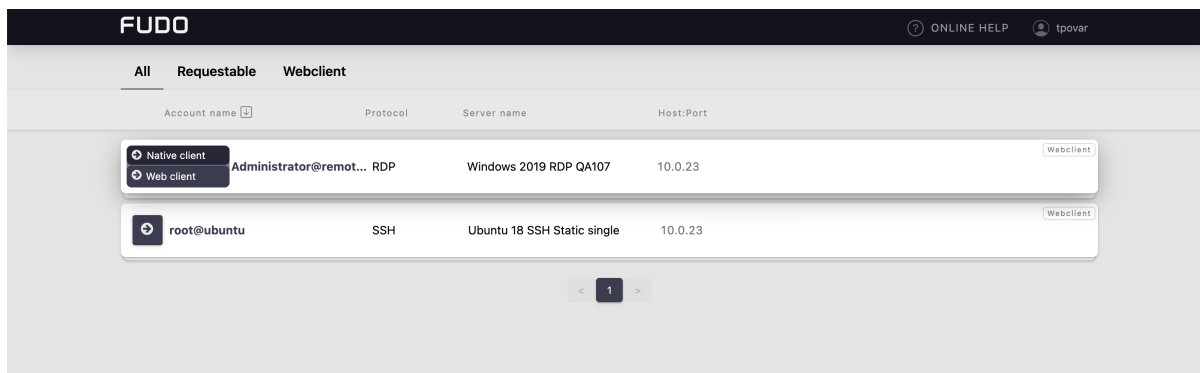 FUDO
? ONLINE HELP tpovar
All Requestable Webclient
Account name Protocol Server name Host:Port
Native client
Web client
Administrator@remot... RDP Windows 2019 RDP QA107 10.0.23
Webclient
root@ubuntu SSH Ubuntu 18 SSH Static single 10.0.23
Webclient
< 1 >